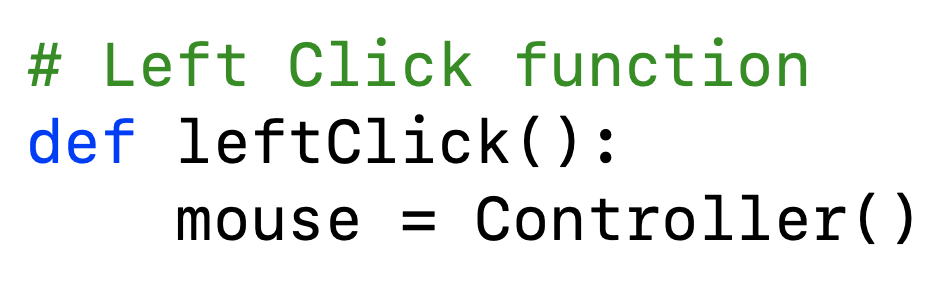 # Left Click function
def leftClick():
    mouse = Controller()